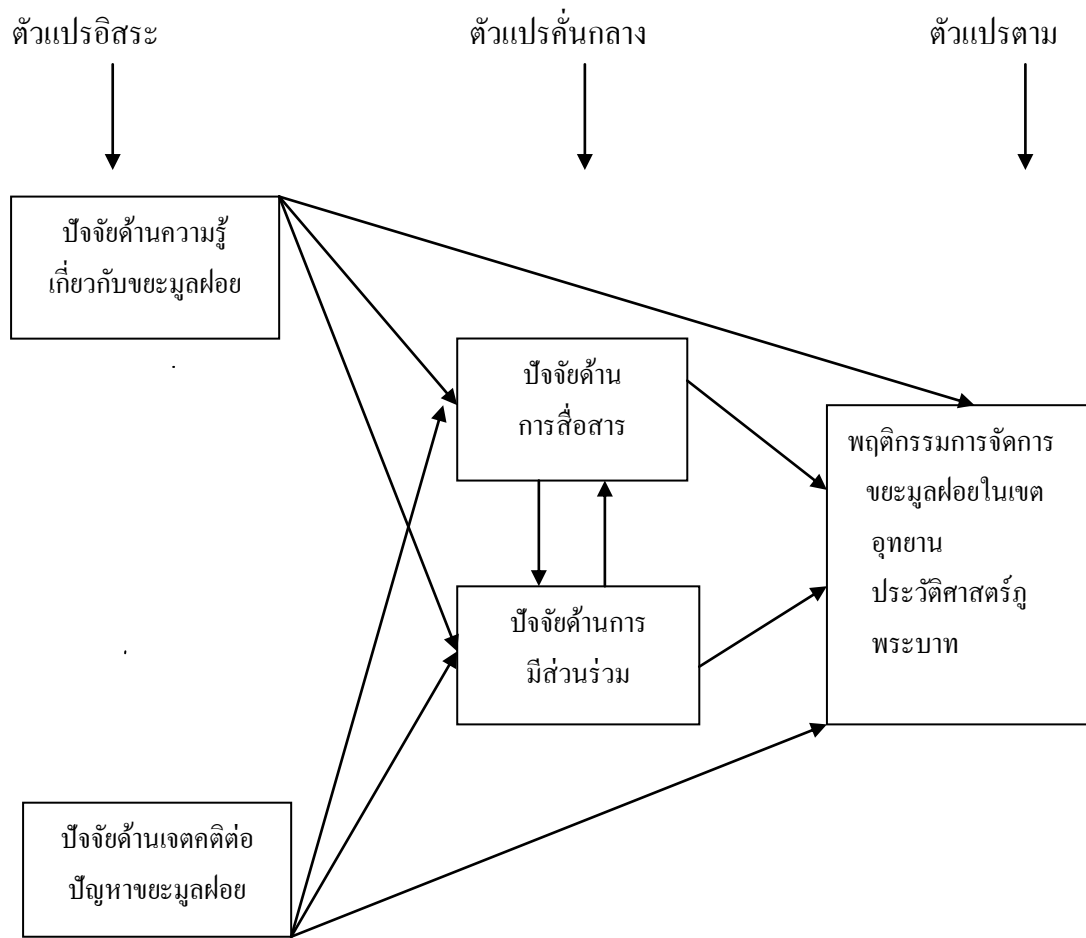 ตัวแปรอิสระ
ตัวแปรคั่นกลาง
ตัวแปรตาม
ปัจจัยด้านความรู้
เกี่ยวกับขยะมูลฝอย
ปัจจัยด้าน
การสื่อสาร
พฤติกรรมการจัดการ
ขยะมูลฝอยในเขต
อุทยาน
ประวัติศาสตร์ภู
พระบาท
ปัจจัยด้านการ
มีส่วนร่วม
ปัจจัยด้านเจตคติต่อ
ปัญหาขยะมูลฝอย